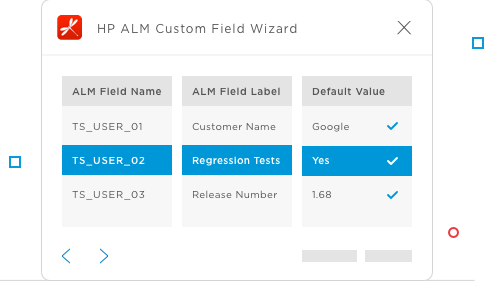 HP ALM Custom Field Wizard
ALM Field Name ALM Field Label Default Value
TS_USER_01 Customer Name Google
TS_USER_02 Regression Tests Yes
TS_USER_03 Release Number 1.68